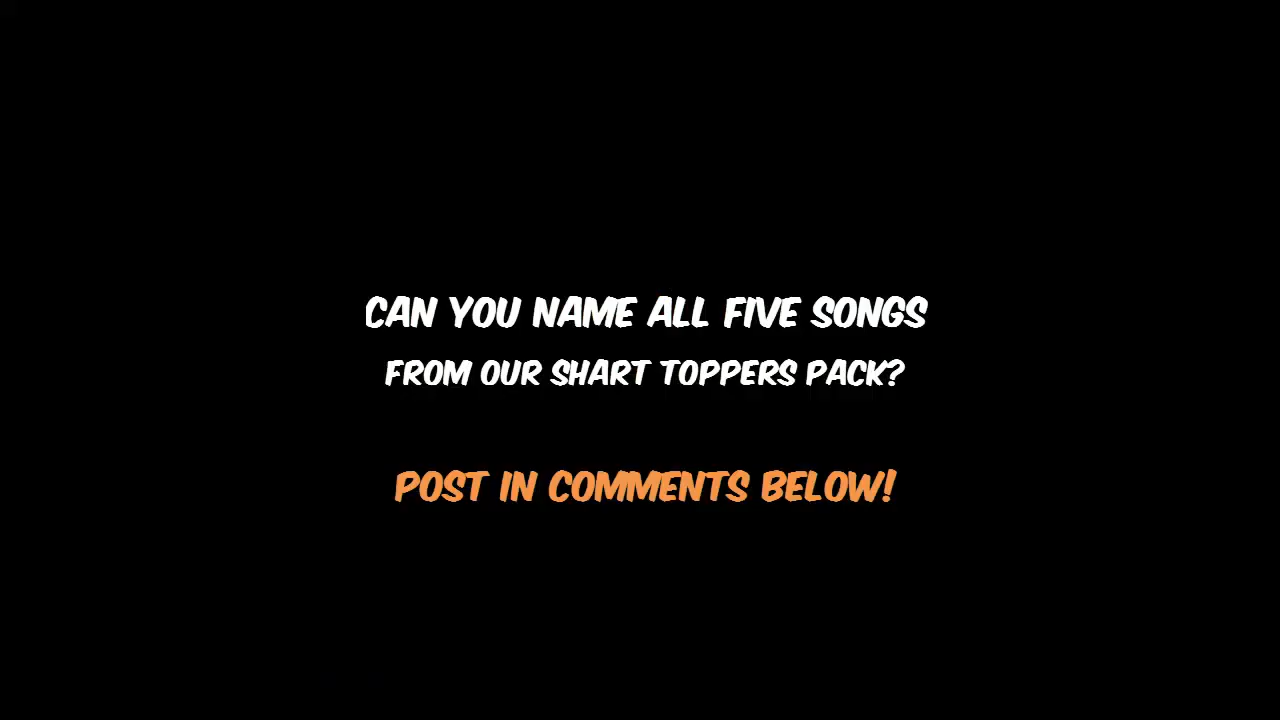 CAN YOU NAME ALL FIVE SONGS
FROM OUR SHART TOPPERS PACK?
POST IN COMMENTS BELOW!